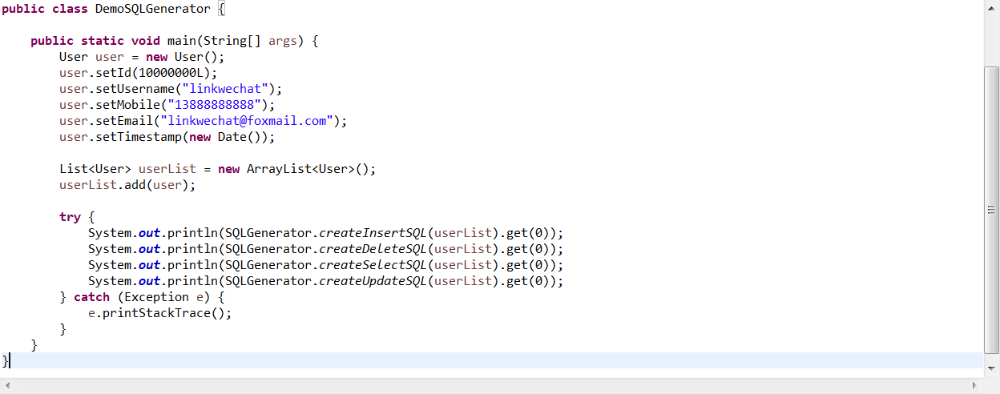 public class DemoSQLGenerator {
public static void main(String[] args) {
User user = new User();
user.setId(10000000L);
user.setUsername("linkwechat");
user.setMobile("13888888888");
user.setEmail("linkwechat@foxmail.com");
user.setTimestamp(new Date());
List<User> userList = new ArrayList<User>();
userList.add(user);
try {
System.out.println(SQLGenerator.createInsertSQL(userList).get(0));
System.out.println(SQLGenerator.createDeleteSQL(userList).get(0));
System.out.println(SQLGenerator.createSelectSQL(userList).get(0));
System.out.println(SQLGenerator.createUpdateSQL(userList).get(0));
} catch (Exception e) {
e.printStackTrace();
}
}
}